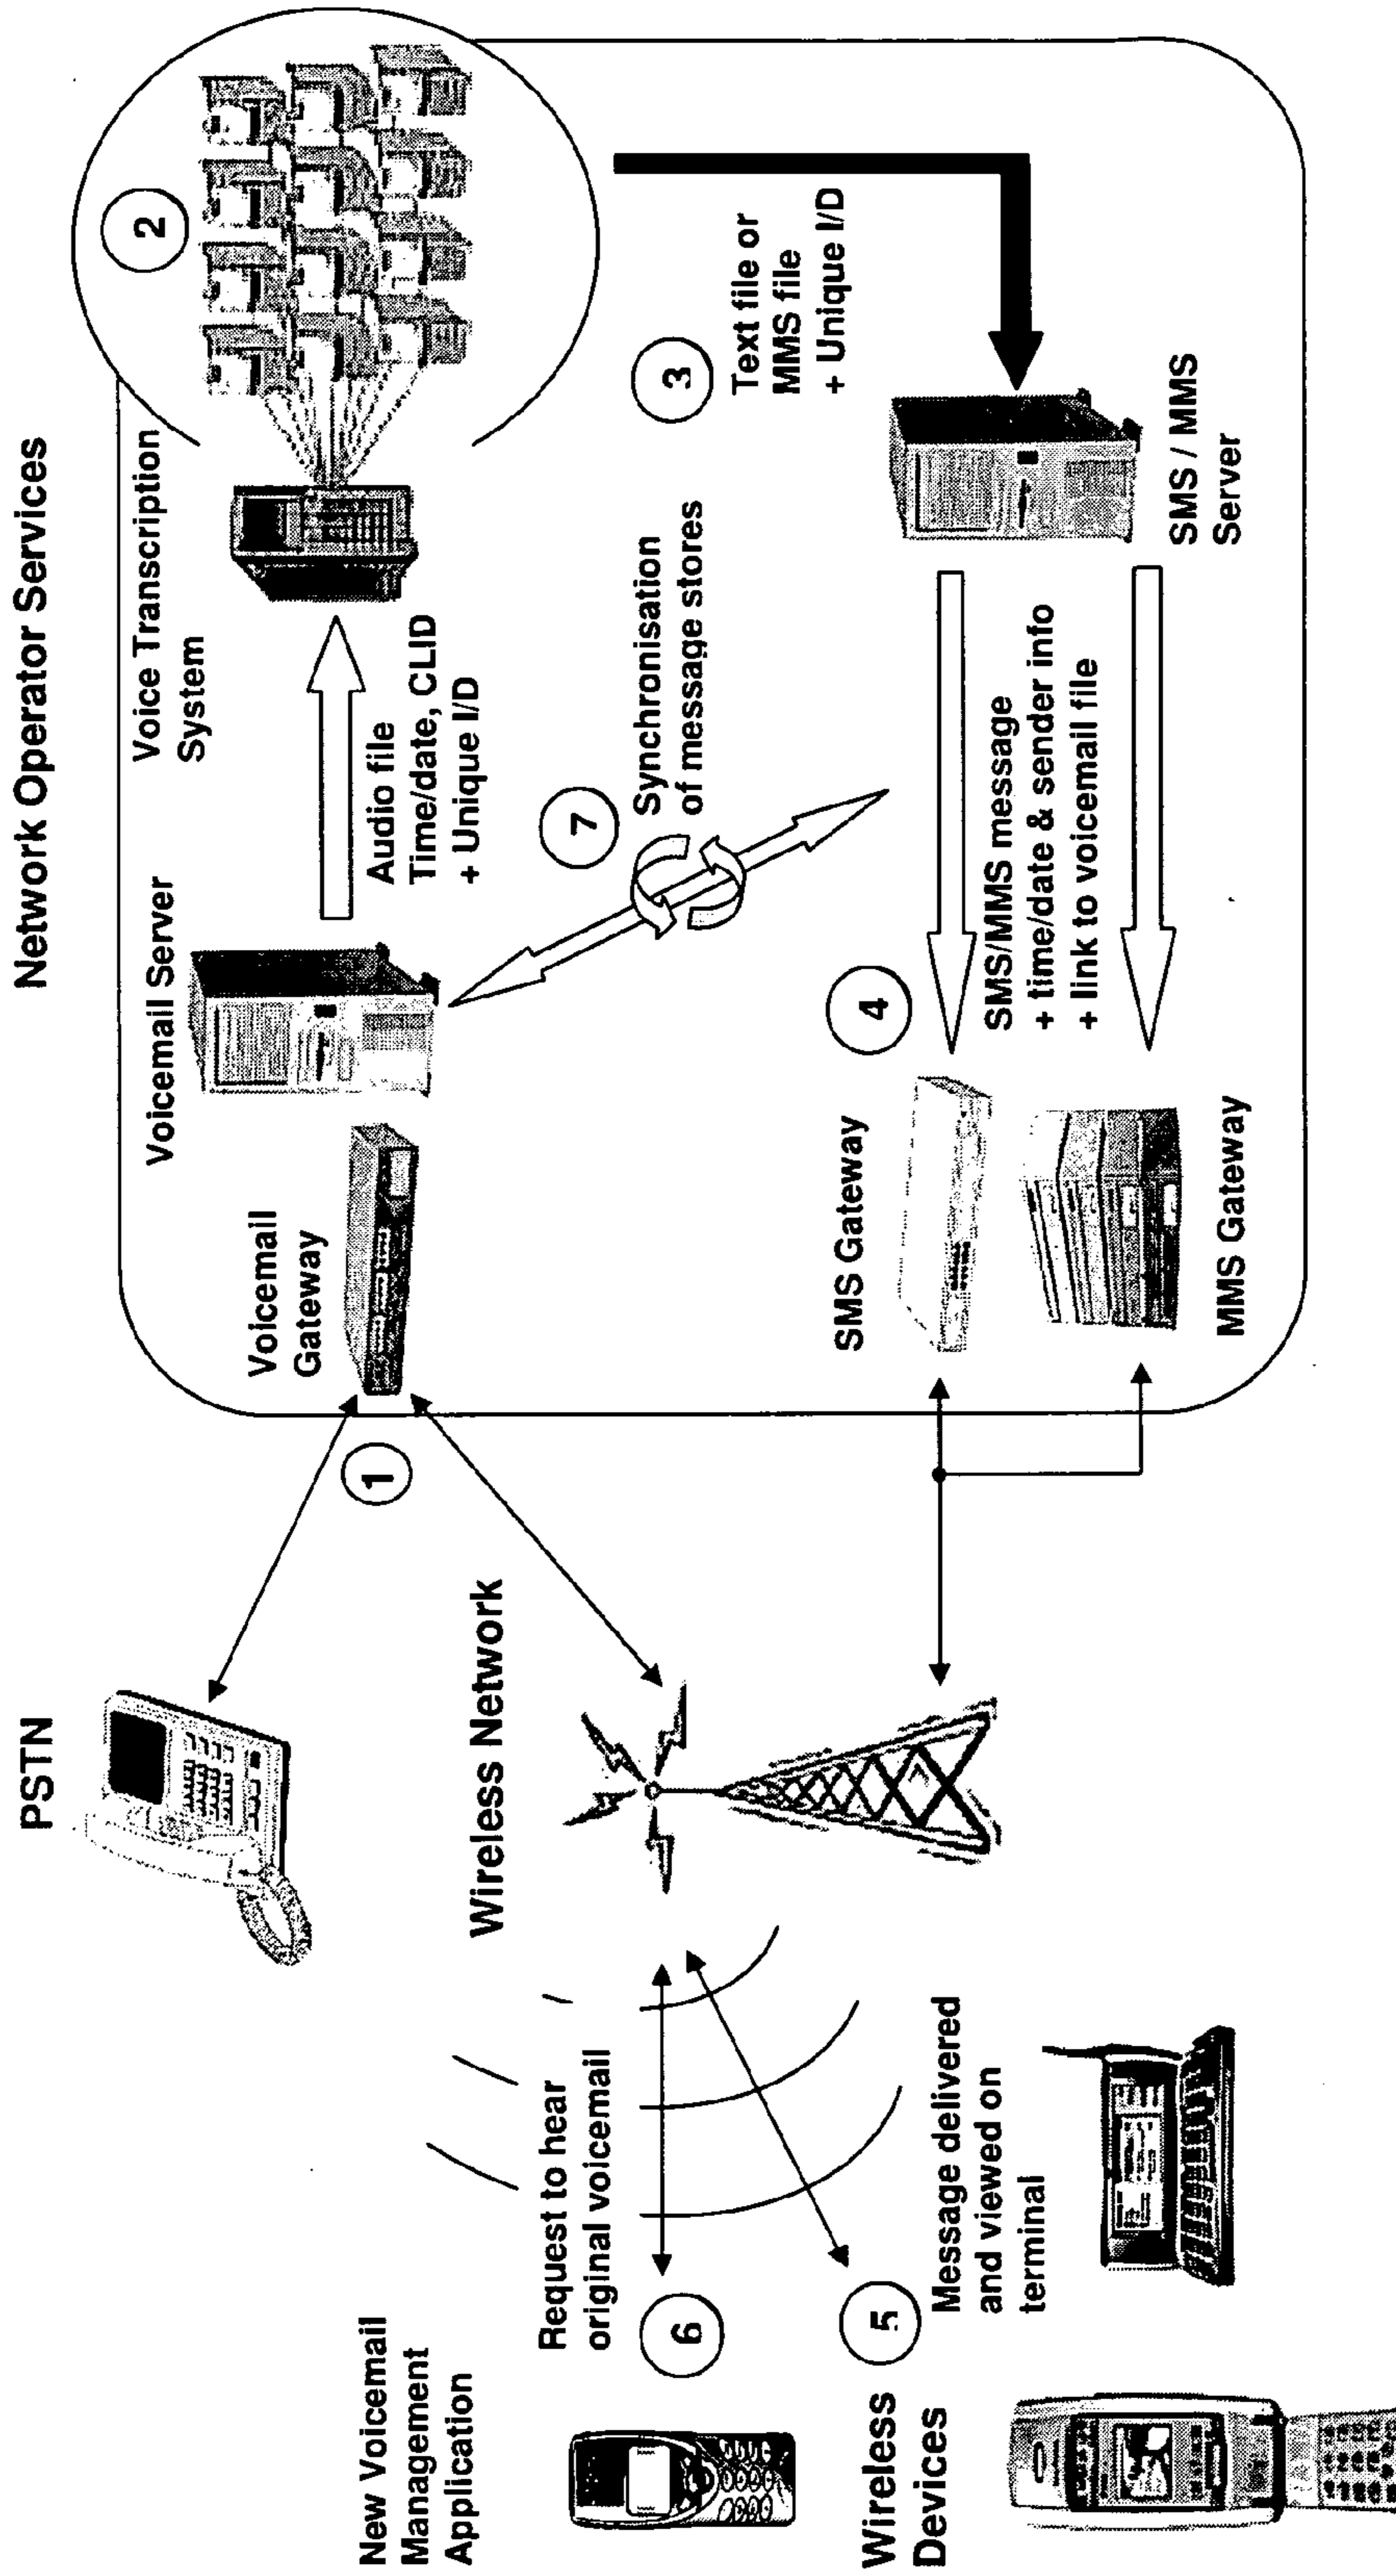 Network Operator Services
PSTN
Voicemail
Gateway
Voicemail Server
Voice Transcription
System
1
2
Audio file
Time/date, CLID
+ Unique I/D
New Voicemail
Management
Application
Wireless Network
Request to hear
original voicemail
6
7
Synchronisation
of message stores
3
Text file or
MMS file
+ Unique I/D
Wireless
Devices
5
Message delivered
and viewed on
terminal
SMS Gateway
4
SMS/MMS message
+ time/date & sender info
+ link to voicemail file
MMS Gateway
SMS / MMS
Server